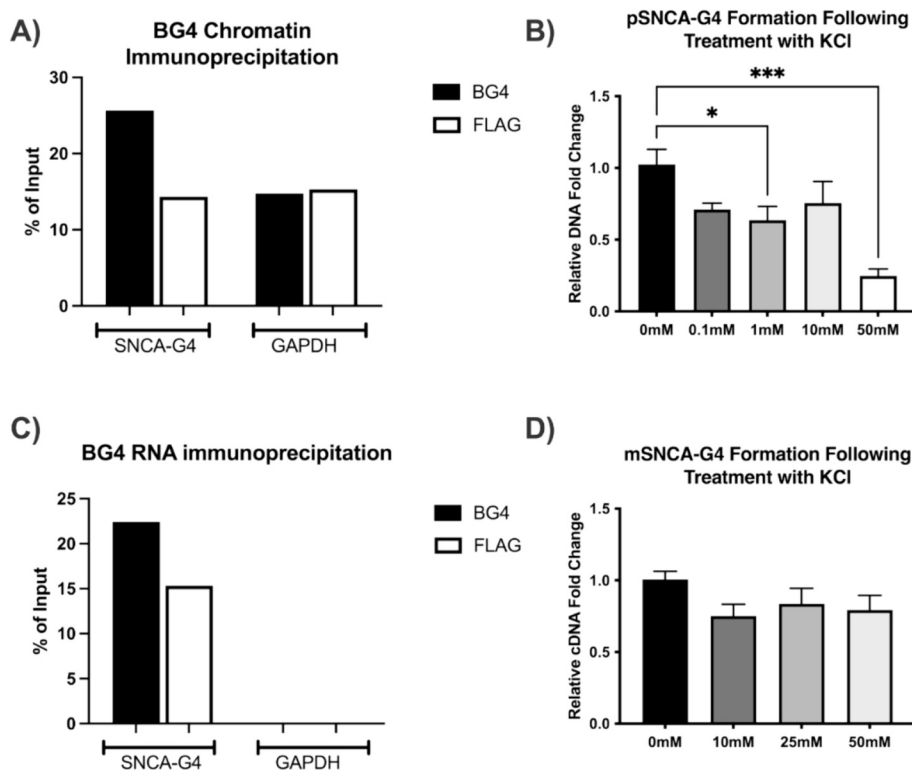 A)
BG4 Chromatin
Immunoprecipitation
% of Input
30
20
10
0
SNCA-G4
GAPDH
BG4
FLAG
B)
pSNCA-G4 Formation Following
Treatment with KCl
Relative DNA Fold Change
1.5
1.0
0.5
0.0
***
*
0mM
0.1mM
1mM
10mM
50mM
C)
BG4 RNA immunoprecipitation
% of Input
25
20
15
10
5
0
SNCA-G4
GAPDH
BG4
FLAG
D)
mSNCA-G4 Formation Following
Treatment with KCl
Relative cDNA Fold Change
1.5
1.0
0.5
0.0
0mM
10mM
25mM
50mM